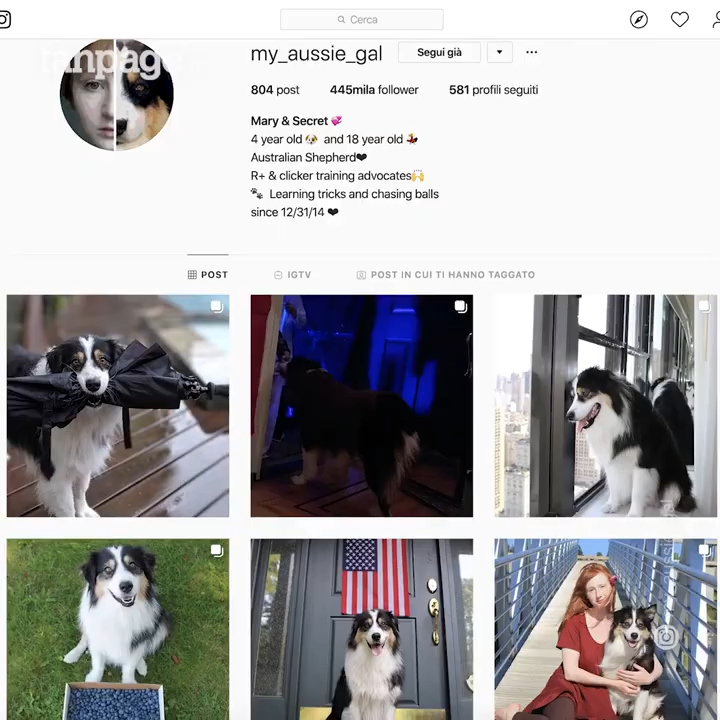 Cerca
fanpage
my_aussie_gal Segui già
804 post 445mila follower 581 profili seguiti
Mary & Secret 💞
4 year old 🐶 and 18 year old 💃
Australian Shepherd❤
R+ & clicker training advocates🙌
🐾 Learning tricks and chasing balls
since 12/31/14 ❤
POST IGTV POST IN CUI TI HANNO TAGGATO